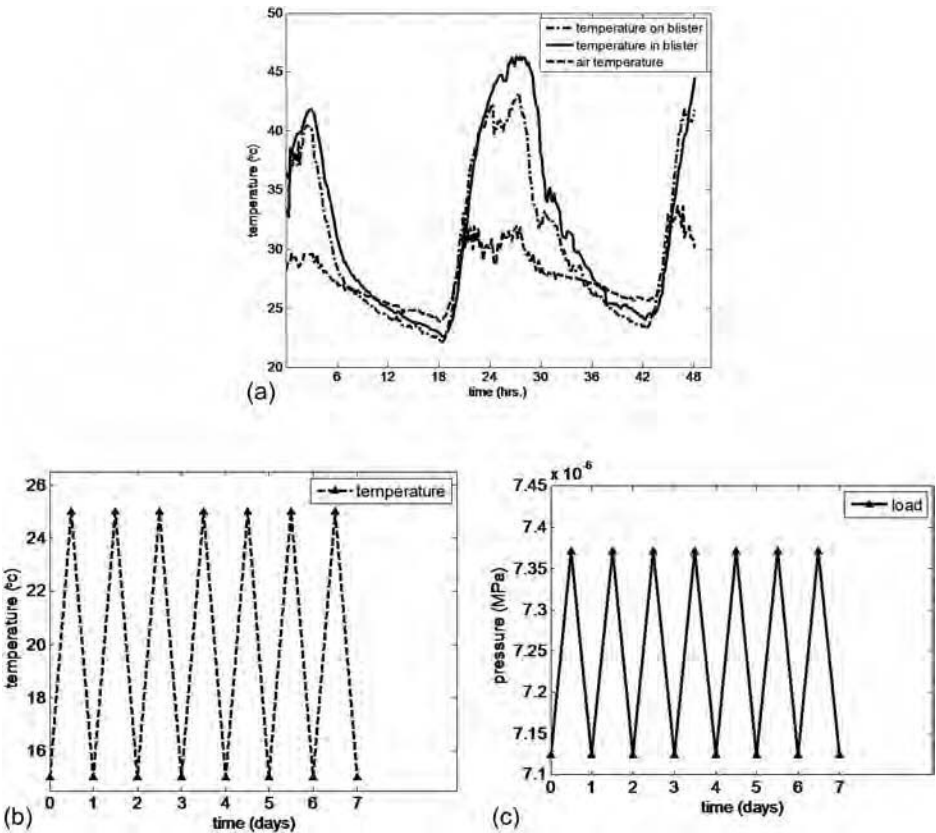 50
45
40
35
30
25
20
temperature (ºc)
temperature on blister
temperature in blister
air temperature
6 12 18 24 30 36 42 48
time (hrs.)
(a)
26
24
22
20
18
16
temperature (ºc)
temperature
0 1 2 3 4 5 6 7
time (days)
(b)
x 10⁻⁶
7.45
7.4
7.35
7.3
7.25
7.2
7.15
7.1
pressure (MPa)
load
0 1 2 3 4 5 6 7
time (days)
(c)